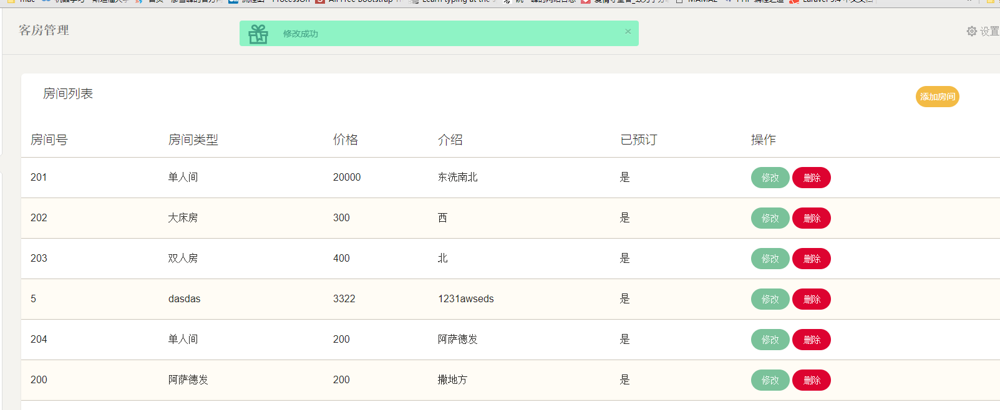 客房管理
修改成功 ×
设置
房间列表
添加房间
房间号 房间类型 价格 介绍 已预订 操作
201 单人间 20000 东洗南北 是 修改 删除
202 大床房 300 西 是 修改 删除
203 双人房 400 北 是 修改 删除
5 dasdas 3322 1231awseds 是 修改 删除
204 单人间 200 阿萨德发 是 修改 删除
200 阿萨德发 200 撒地方 是 修改 删除